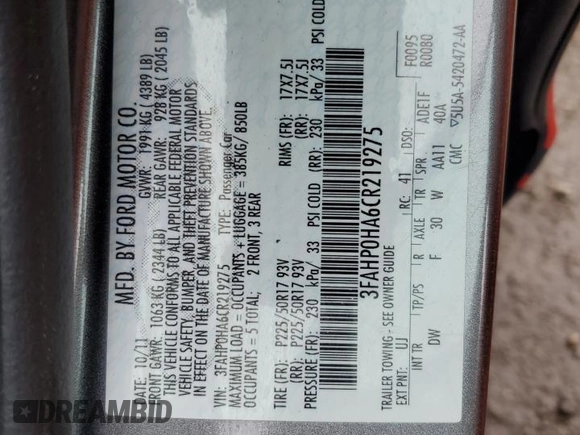 MFD. BY FORD MOTOR CO.
DATE: 10/11 GVWR: 1991 KG ( 4389 LB)
FRONT GAWR: 1063 KG ( 2344 LB) REAR GAWR: 928 KG ( 2045 LB)
THIS VEHICLE CONFORMS TO ALL APPLICABLE FEDERAL MOTOR
VEHICLE SAFETY, BUMPER, AND THEFT PREVENTION STANDARDS
IN EFFECT ON THE DATE OF MANUFACTURE SHOWN ABOVE.
VIN: 3FAHP0HA6CR219275 TYPE: Passenger Car
MAXIMUM LOAD = OCCUPANTS + LUGGAGE = 385KG/ 850LB
OCCUPANTS = 5 TOTAL: 2 FRONT, 3 REAR
TIRE (FR): P225/50R17 93V RIMS (FR): 17X7.5J
(RR): P225/50R17 93V (RR): 17X7.5J
PRESSURE (FR): 230 kPa/ 33 PSI COLD (RR): 230 kPa/ 33 PSI COLD
3FAHP0HA6CR219275
TRAILER TOWING - SEE OWNER GUIDE
F0095
R0080
EXT PNT: UJ RC: 41 DSO:
INT TR TP/PS R AXLE TR SPR ADE1F
DW F 30 W AA11 40A
CMC 5U5A-5420472-AA
DREAMBID